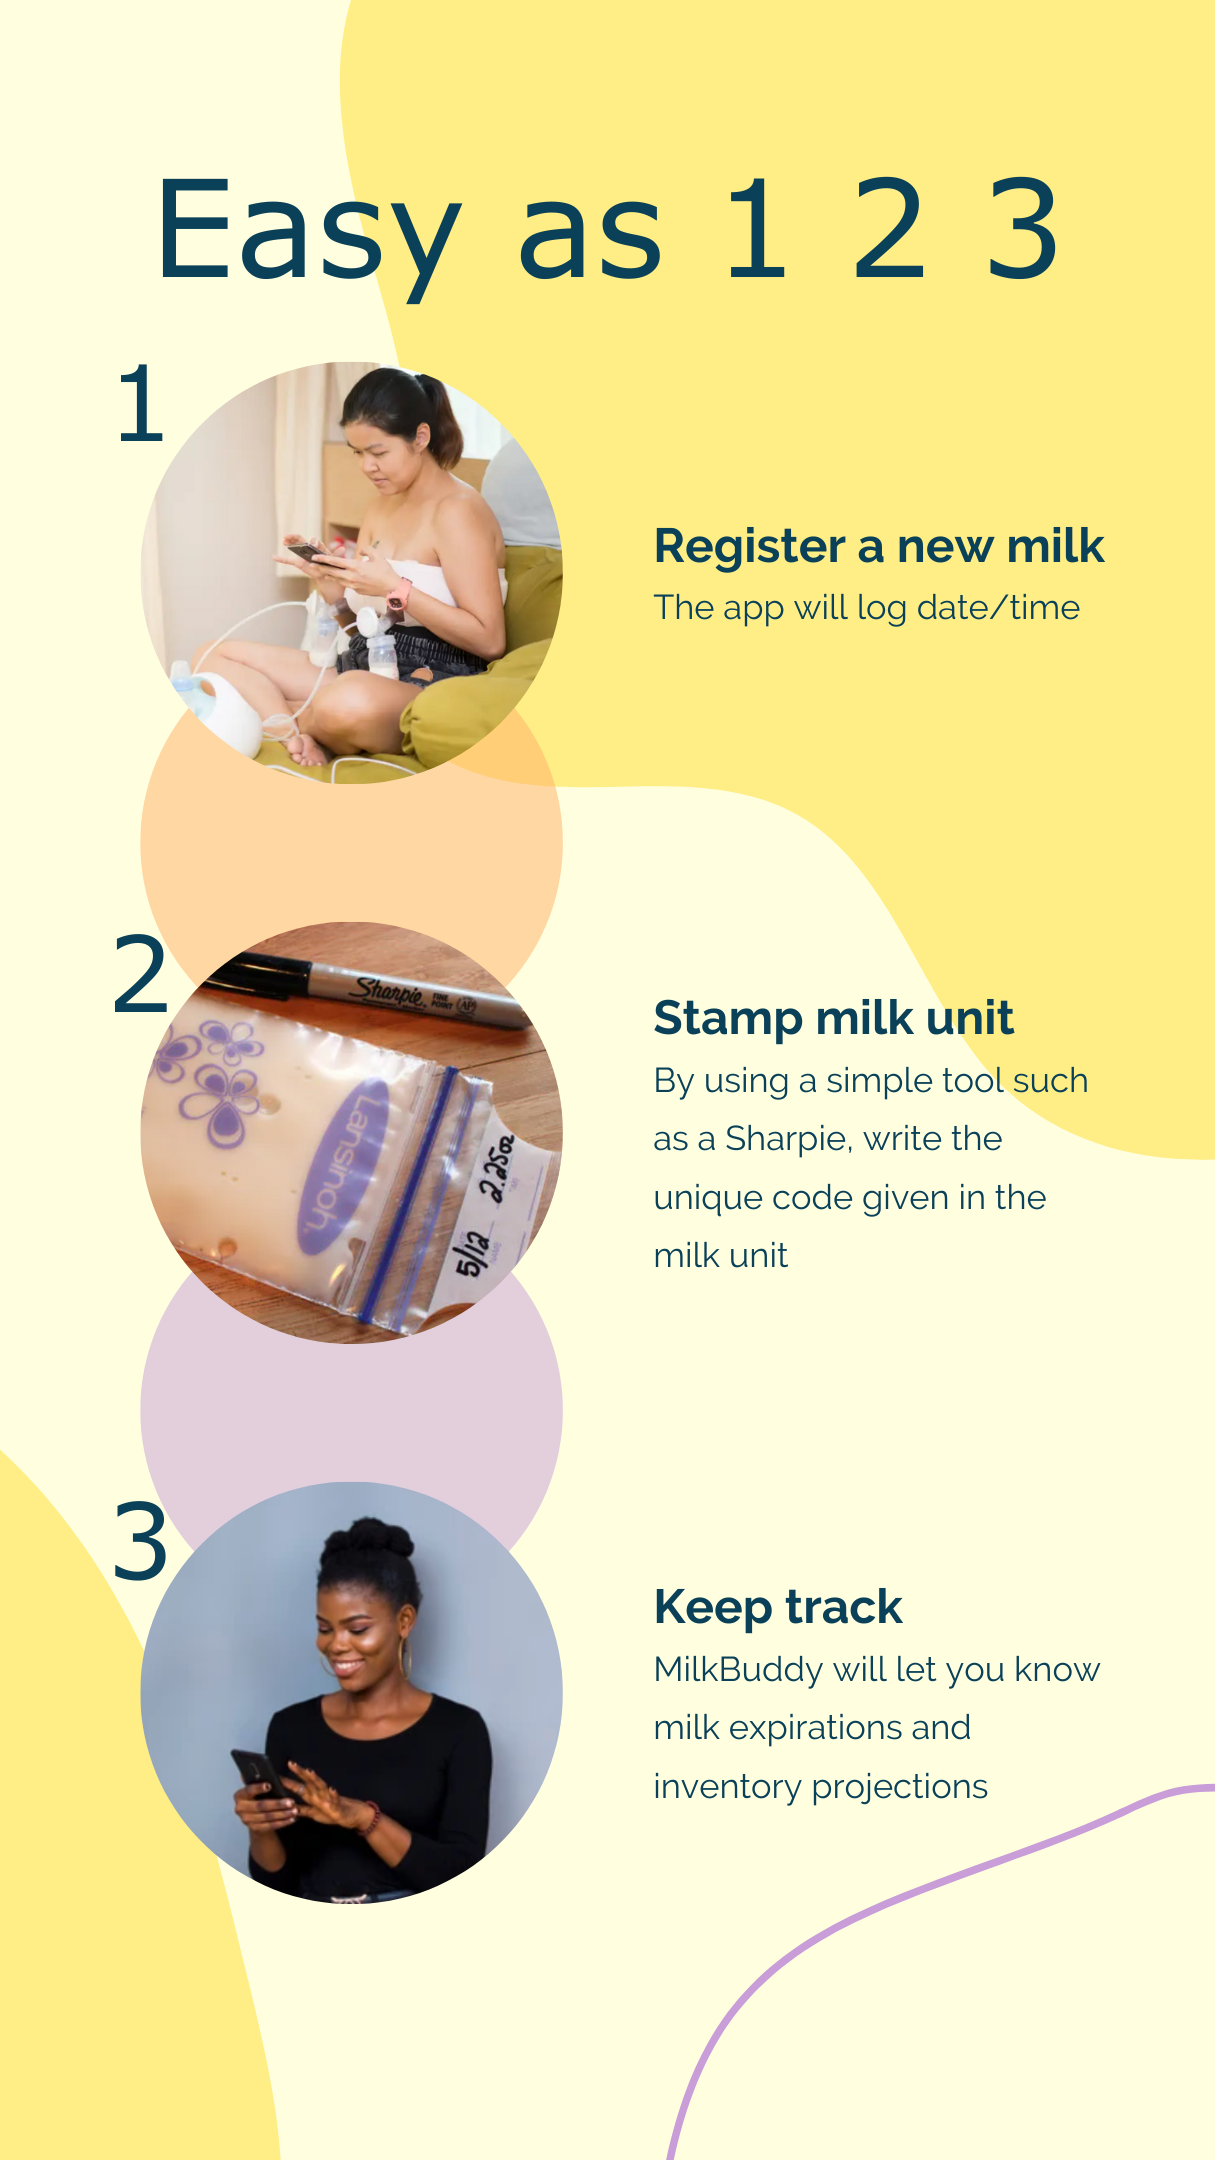 Easy as 1 2 3
1
Register a new milk
The app will log date/time
2
Sharpie
FINE
POINT
AP
Lansinoh
5/12 2.25oz
Stamp milk unit
By using a simple tool such
as a Sharpie, write the
unique code given in the
milk unit
3
Keep track
MilkBuddy will let you know
milk expirations and
inventory projections